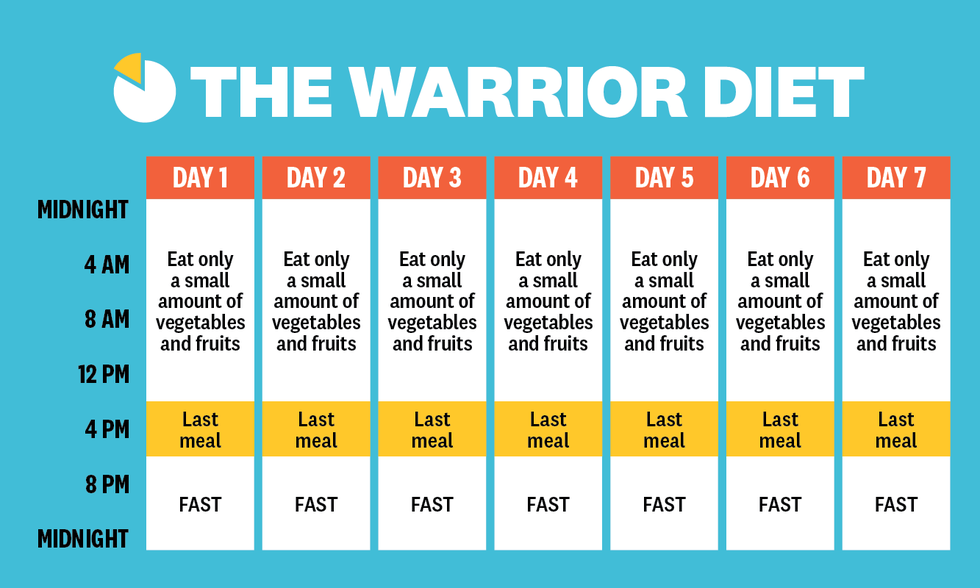 THE WARRIOR DIET
DAY 1 DAY 2 DAY 3 DAY 4 DAY 5 DAY 6 DAY 7
MIDNIGHT
4 AM
8 AM
12 PM
4 PM
8 PM
MIDNIGHT
Eat only
a small
amount of
vegetables
and fruits
Eat only
a small
amount of
vegetables
and fruits
Eat only
a small
amount of
vegetables
and fruits
Eat only
a small
amount of
vegetables
and fruits
Eat only
a small
amount of
vegetables
and fruits
Eat only
a small
amount of
vegetables
and fruits
Eat only
a small
amount of
vegetables
and fruits
Last
meal
Last
meal
Last
meal
Last
meal
Last
meal
Last
meal
Last
meal
FAST FAST FAST FAST FAST FAST FAST